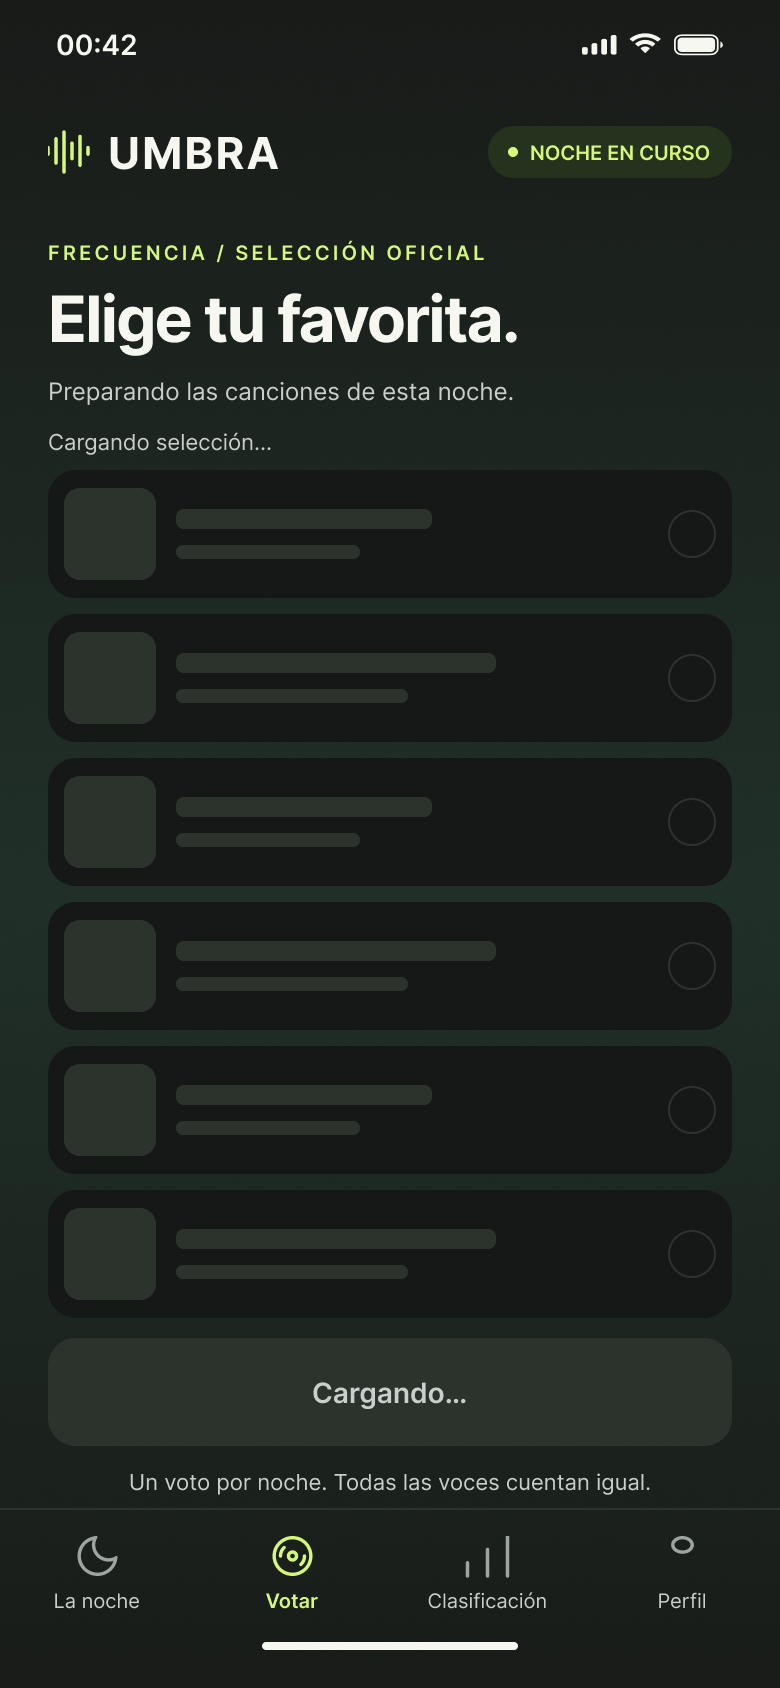 00:42
UMBRA
NOCHE EN CURSO
FRECUENCIA / SELECCIÓN OFICIAL
Elige tu favorita.
Preparando las canciones de esta noche.
Cargando selección...
Cargando...
Un voto por noche. Todas las voces cuentan igual.
La noche
Votar
Clasificación
Perfil